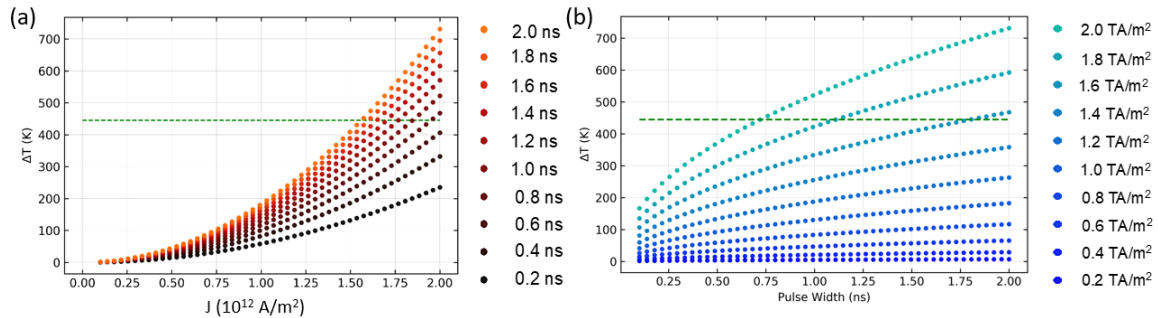 (a)
ΔT (K)
700
600
500
400
300
200
100
0
0.00 0.25 0.50 0.75 1.00 1.25 1.50 1.75 2.00
J (10¹² A/m²)
2.0 ns
1.8 ns
1.6 ns
1.4 ns
1.2 ns
1.0 ns
0.8 ns
0.6 ns
0.4 ns
0.2 ns
(b)
ΔT (K)
700
600
500
400
300
200
100
0
0.25 0.50 0.75 1.00 1.25 1.50 1.75 2.00
Pulse Width (ns)
2.0 TA/m²
1.8 TA/m²
1.6 TA/m²
1.4 TA/m²
1.2 TA/m²
1.0 TA/m²
0.8 TA/m²
0.6 TA/m²
0.4 TA/m²
0.2 TA/m²